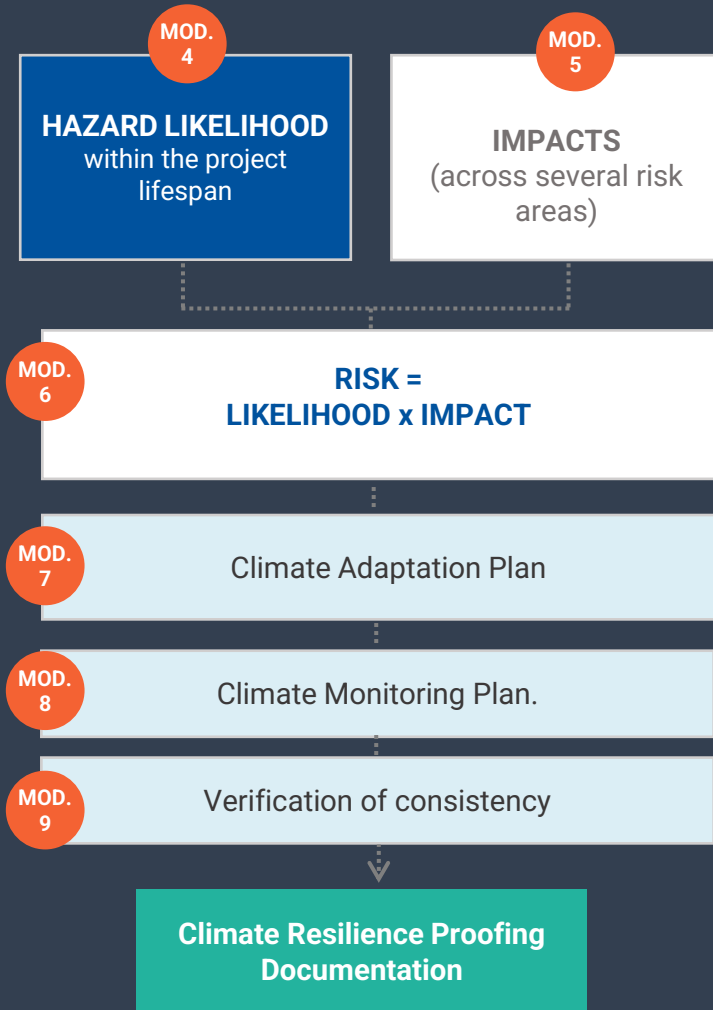 MOD.
4
HAZARD LIKELIHOOD
within the project
lifespan
MOD.
5
IMPACTS
(across several risk
areas)
MOD.
6
RISK =
LIKELIHOOD x IMPACT
MOD.
7
Climate Adaptation Plan
MOD.
8
Climate Monitoring Plan.
MOD.
9
Verification of consistency
Climate Resilience Proofing
Documentation